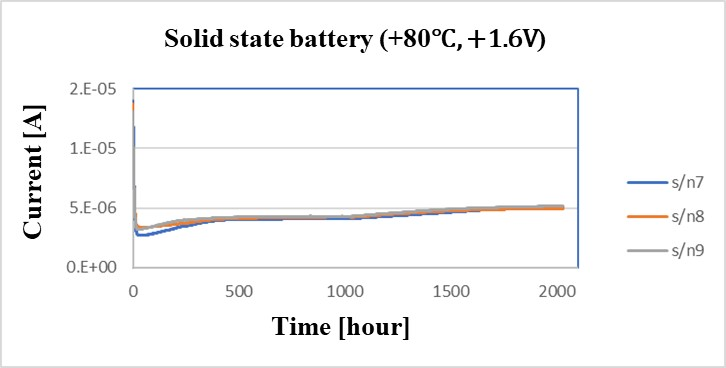 Solid state battery (+80℃, +1.6V)
Current [A]
2.E-05
1.E-05
5.E-06
0.E+00
0 500 1000 1500 2000
Time [hour]
s/n7
s/n8
s/n9